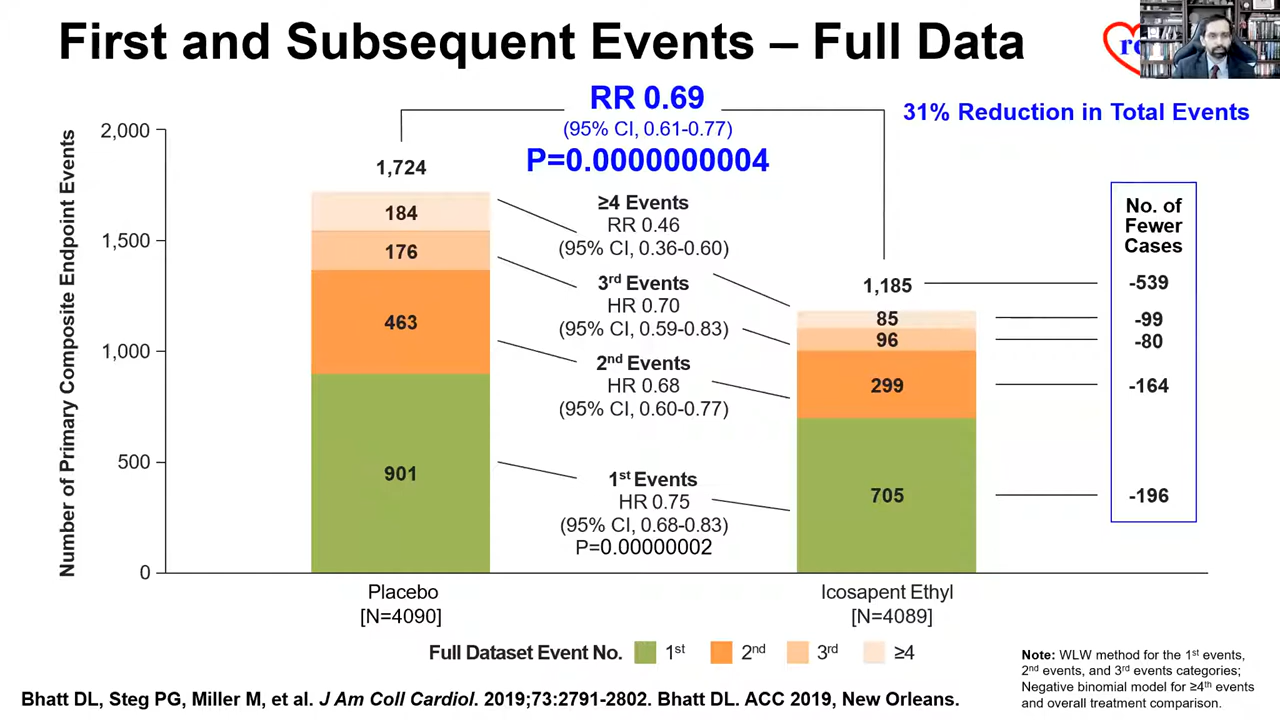 First and Subsequent Events – Full Data
RR 0.69
(95% CI, 0.61-0.77)
P=0.0000000004
31% Reduction in Total Events
Number of Primary Composite Endpoint Events
2,000
1,500
1,000
500
0
1,724
184
176
463
901
≥4 Events
RR 0.46
(95% CI, 0.36-0.60)
3rd Events
HR 0.70
(95% CI, 0.59-0.83)
2nd Events
HR 0.68
(95% CI, 0.60-0.77)
1st Events
HR 0.75
(95% CI, 0.68-0.83)
P=0.00000002
1,185
85
96
299
705
No. of
Fewer
Cases
-539
-99
-80
-164
-196
Placebo
[N=4090]
Icosapent Ethyl
[N=4089]
Full Dataset Event No. 1st 2nd 3rd ≥4
Note: WLW method for the 1st events,
2nd events, and 3rd events categories;
Negative binomial model for ≥4th events
and overall treatment comparison.
Bhatt DL, Steg PG, Miller M, et al. J Am Coll Cardiol. 2019;73:2791-2802. Bhatt DL. ACC 2019, New Orleans.